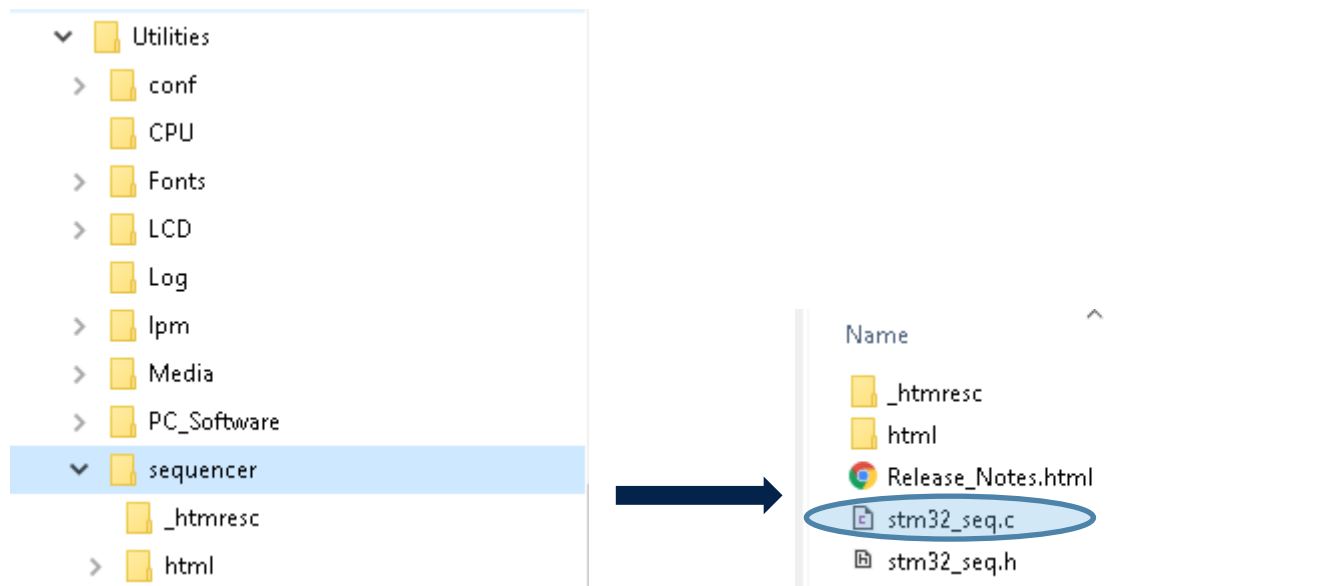 Utilities
conf
CPU
Fonts
LCD
Log
lpm
Media
PC_Software
sequencer
_htmresc
html
Name
_htmresc
html
Release_Notes.html
stm32_seq.c
stm32_seq.h